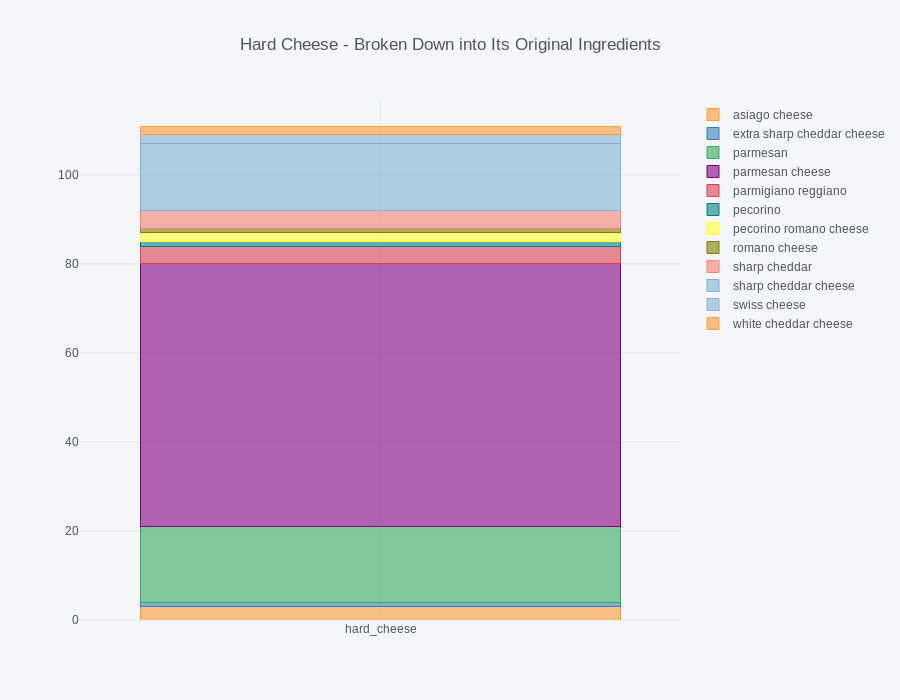 Hard Cheese - Broken Down into Its Original Ingredients
asiago cheese
extra sharp cheddar cheese
parmesan
parmesan cheese
parmigiano reggiano
pecorino
pecorino romano cheese
romano cheese
sharp cheddar
sharp cheddar cheese
swiss cheese
white cheddar cheese
100
80
60
40
20
0
hard_cheese